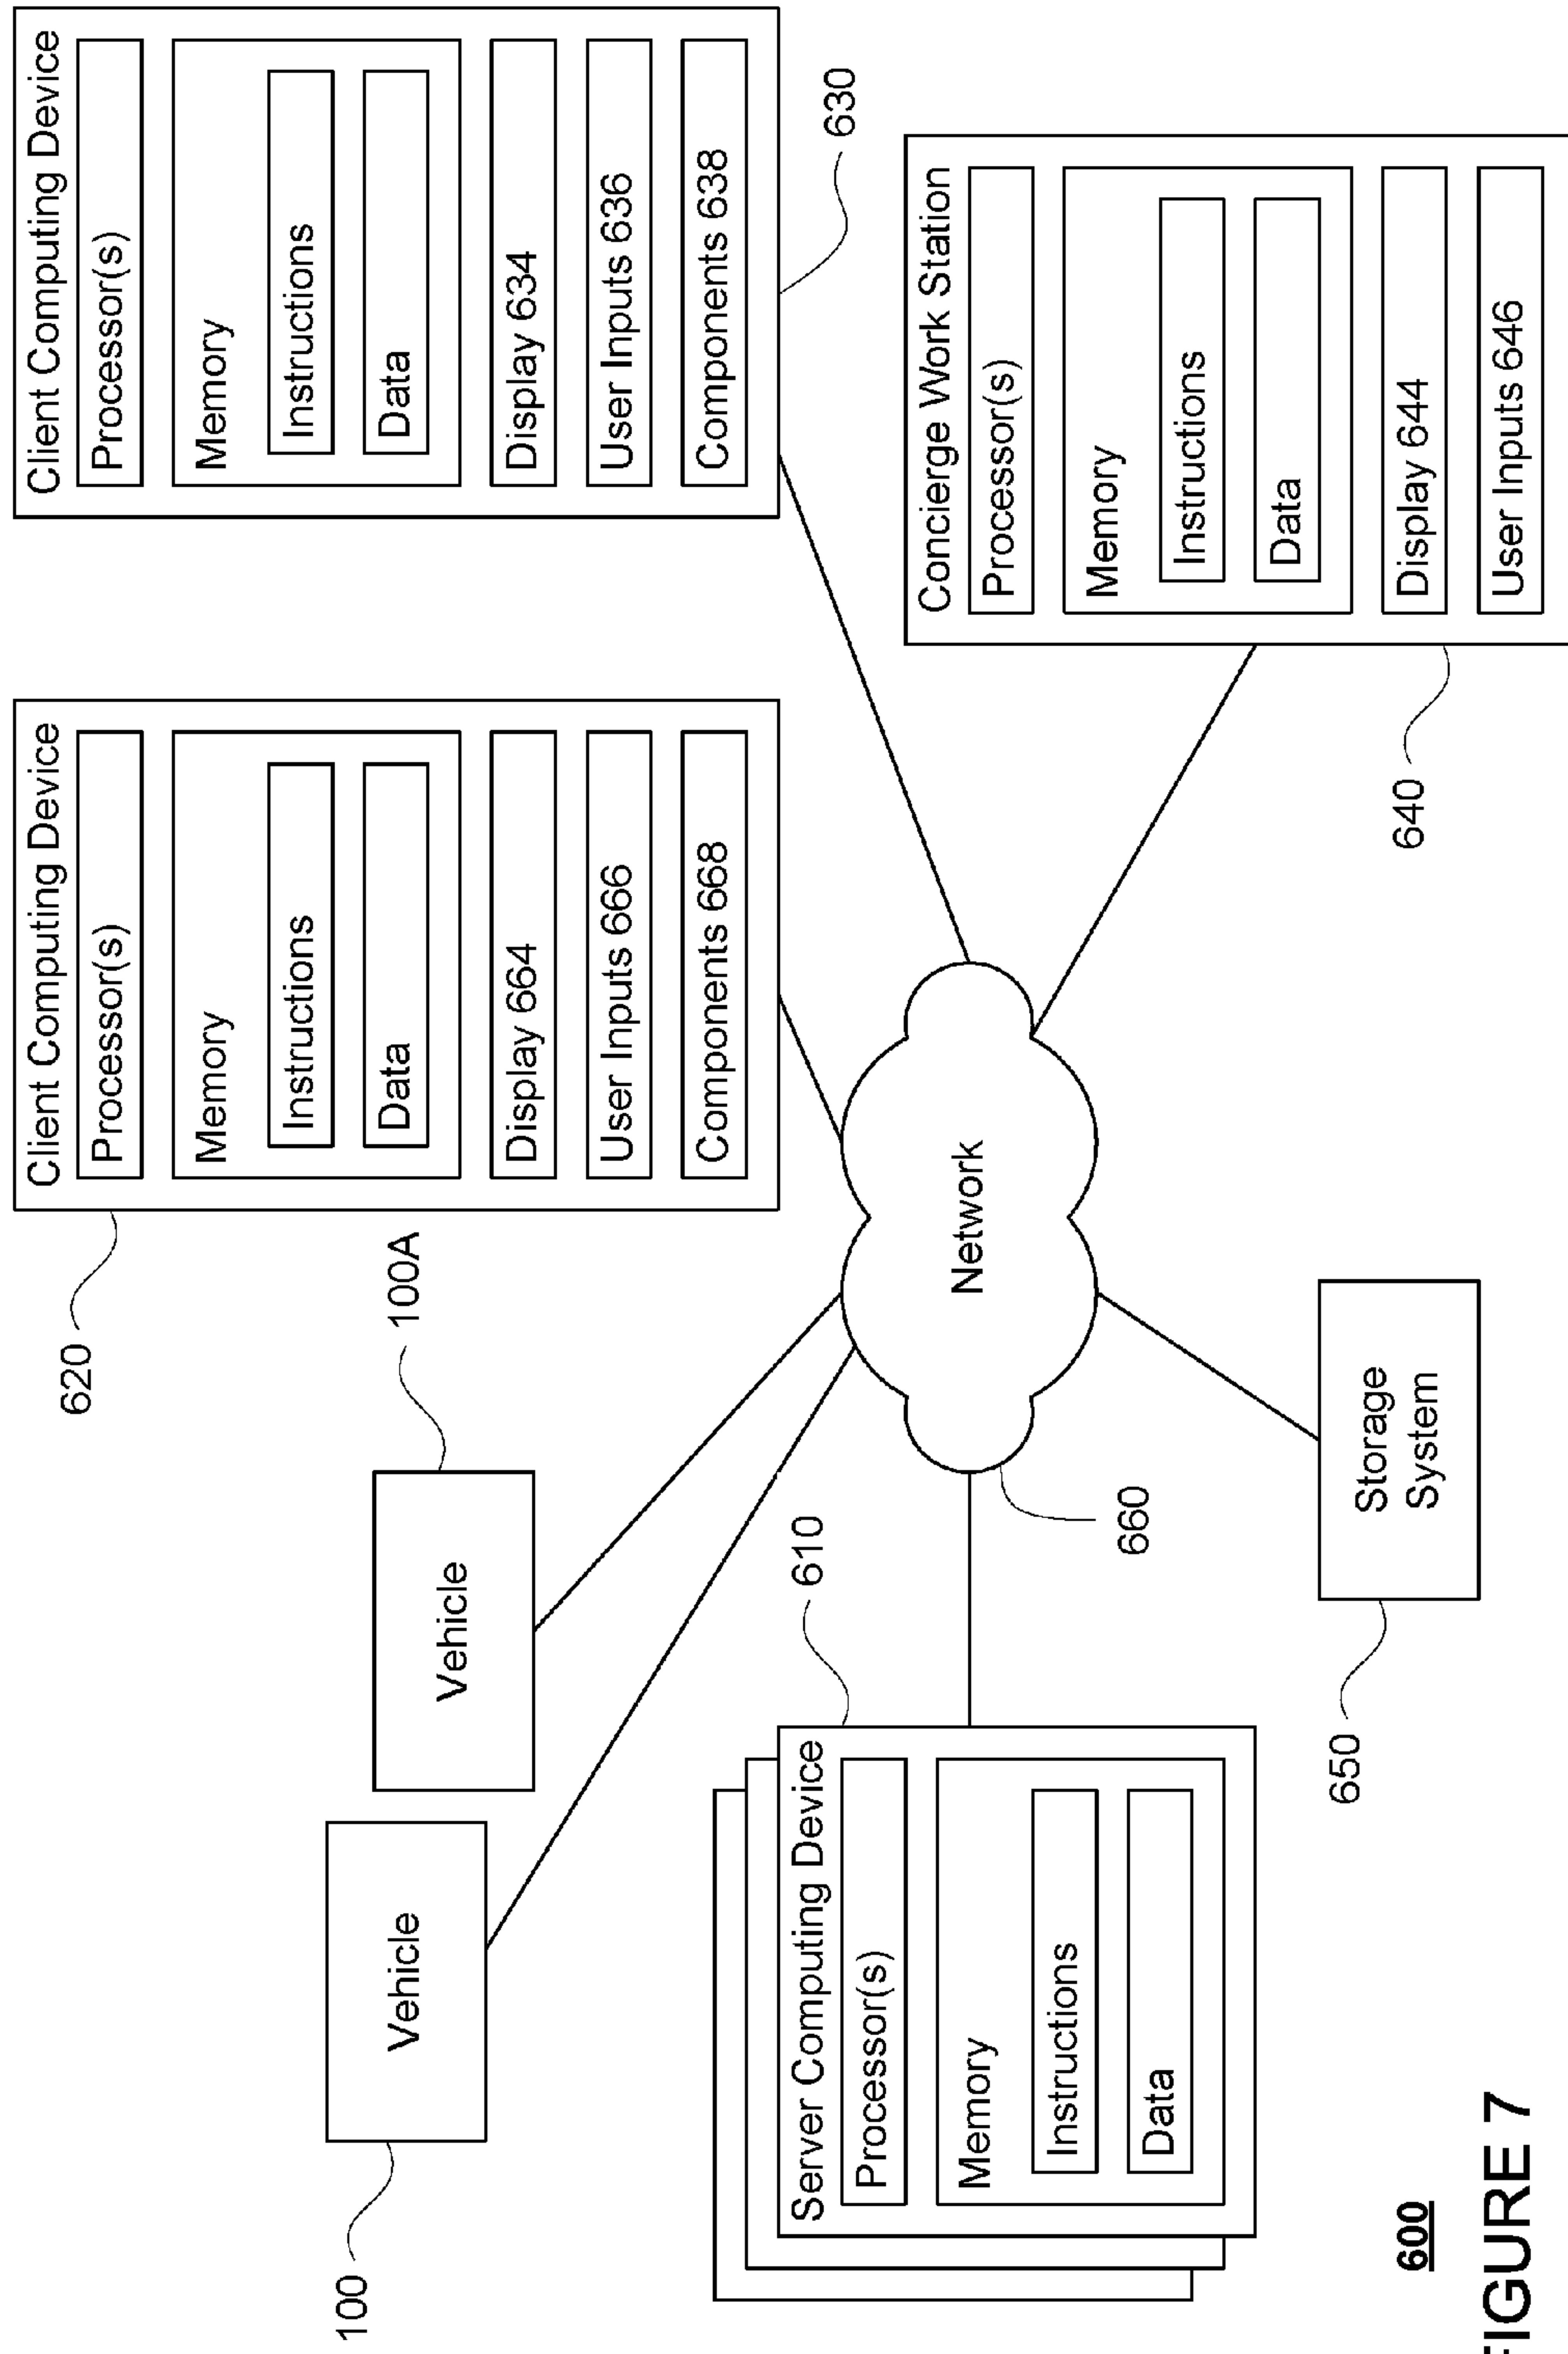 Client Computing Device
Processor(s)
Memory
Instructions
Data
Display 664
User Inputs 666
Components 668
620
Client Computing Device
Processor(s)
Memory
Instructions
Data
Display 634
User Inputs 636
Components 638
630
100
Vehicle
Vehicle
100A
Server Computing Device
Processor(s)
Memory
Instructions
Data
610
Network
660
Concierge Work Station
Processor(s)
Memory
Instructions
Data
Display 644
User Inputs 646
640
Storage
System
650
600
FIGURE 7